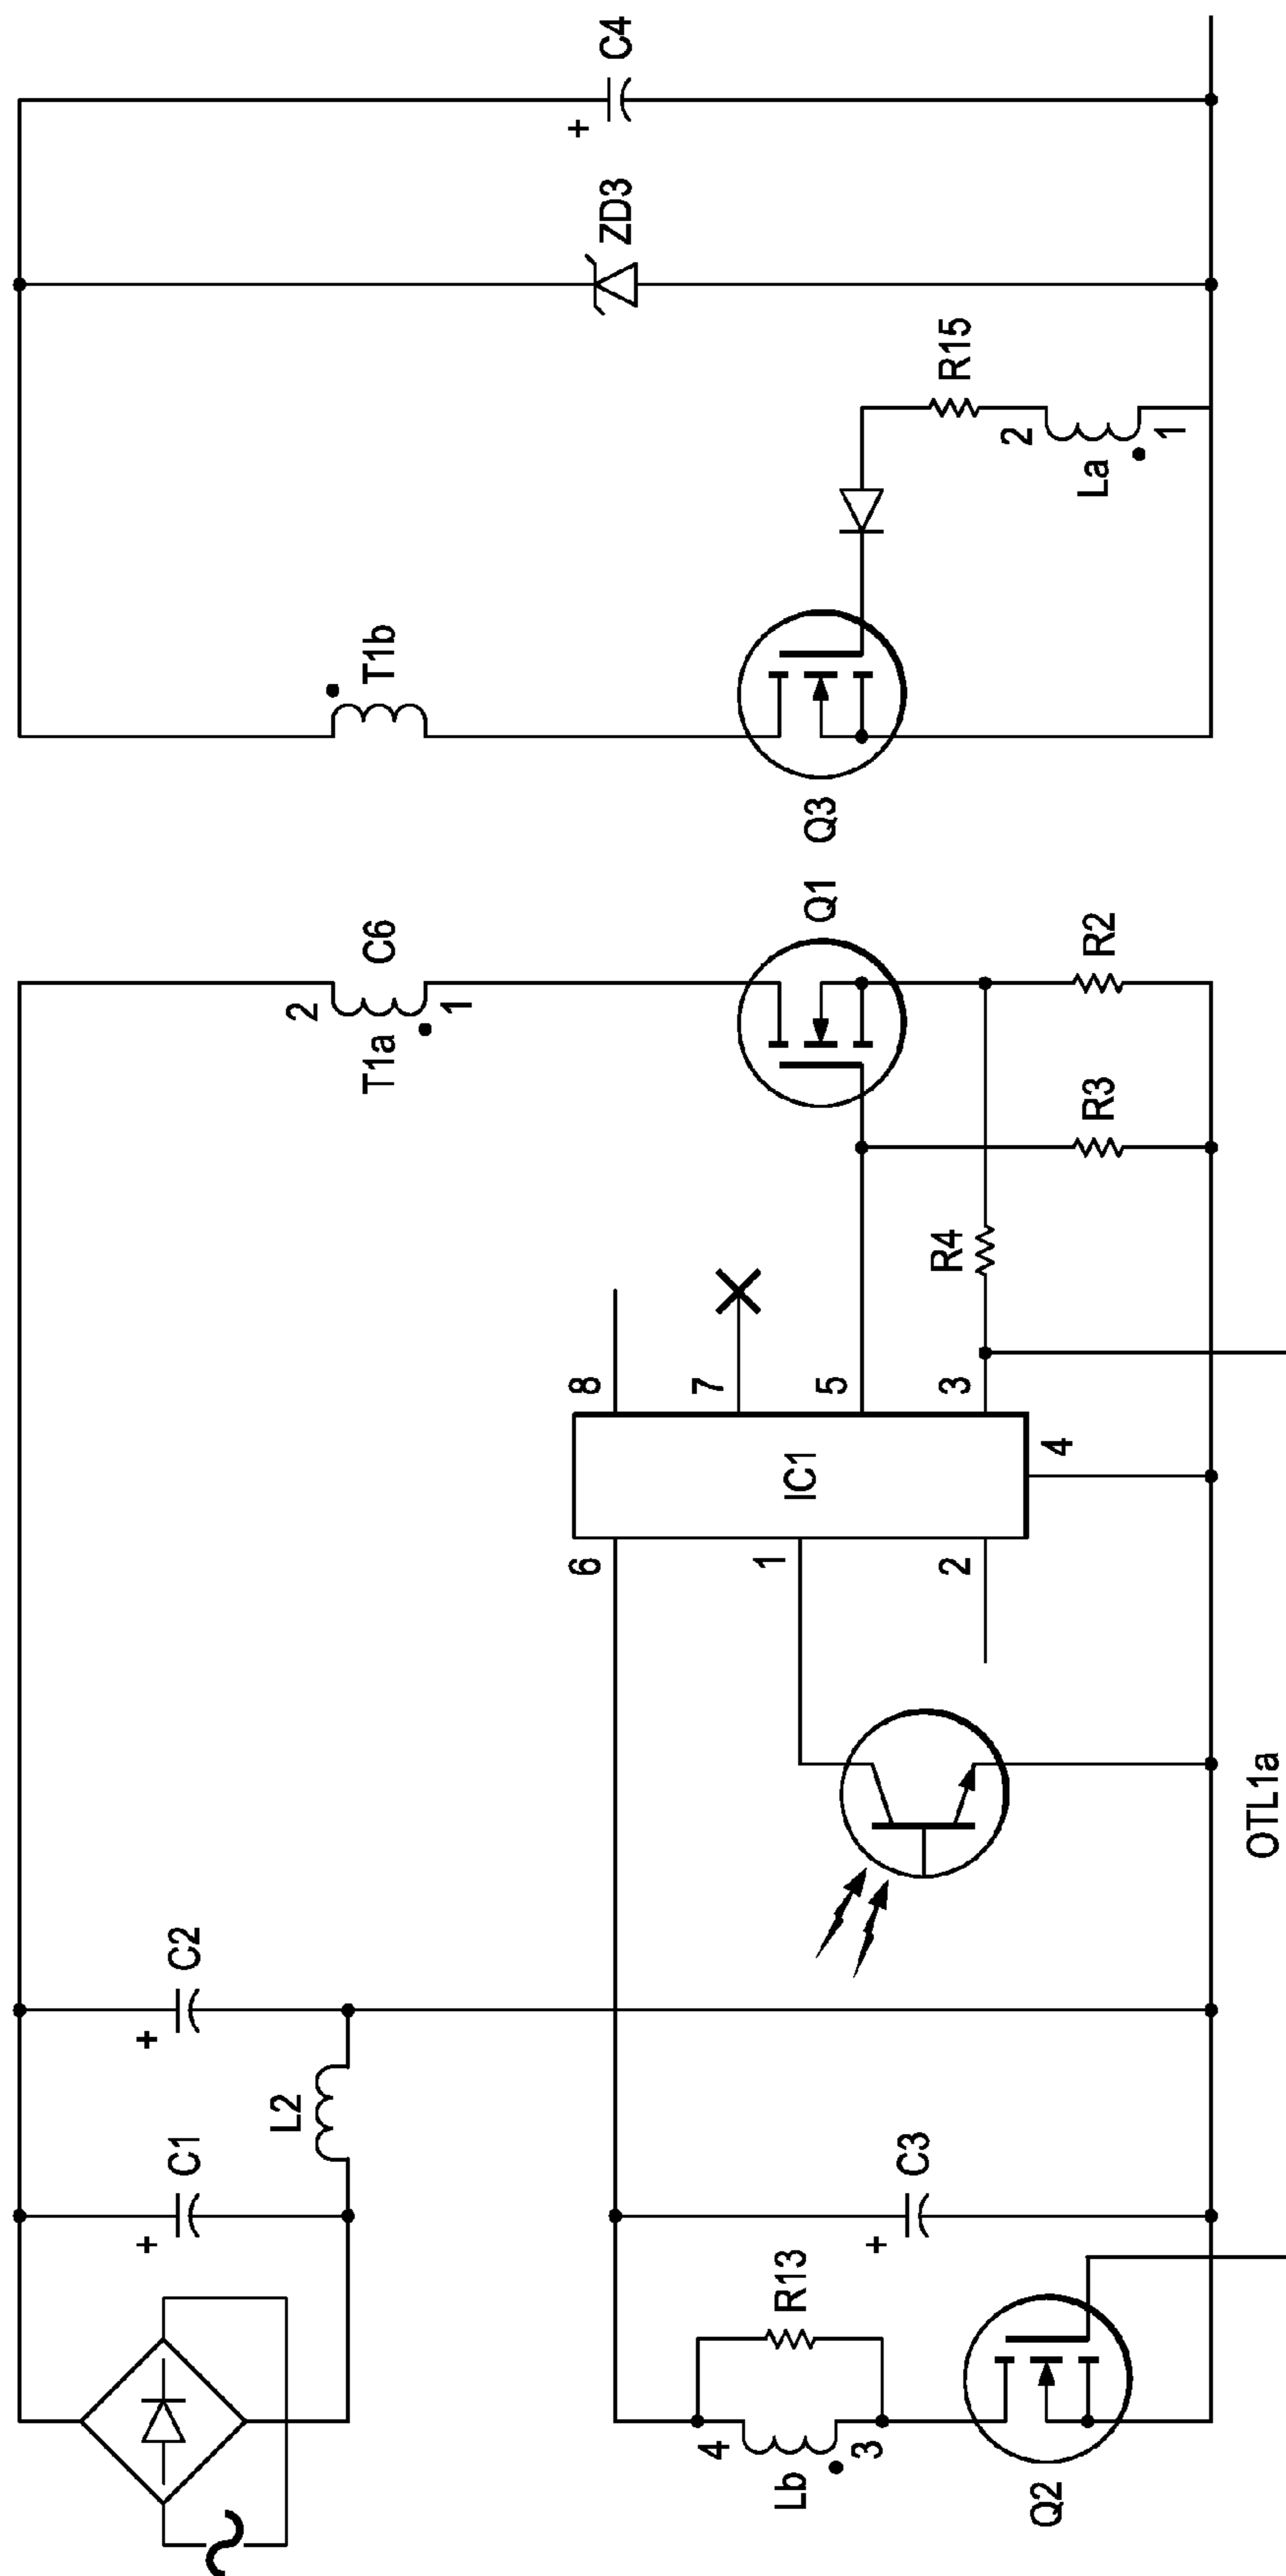 C1
+
L2
C2
+
4
Lb
3
R13
Q2
C3
+
OTL1a
6
1
2
IC1
8
7
5
3
4
R4
R3
R2
2
T1a
C6
1
Q1
Q3
T1b
R15
2
La
1
ZD3
+
C4